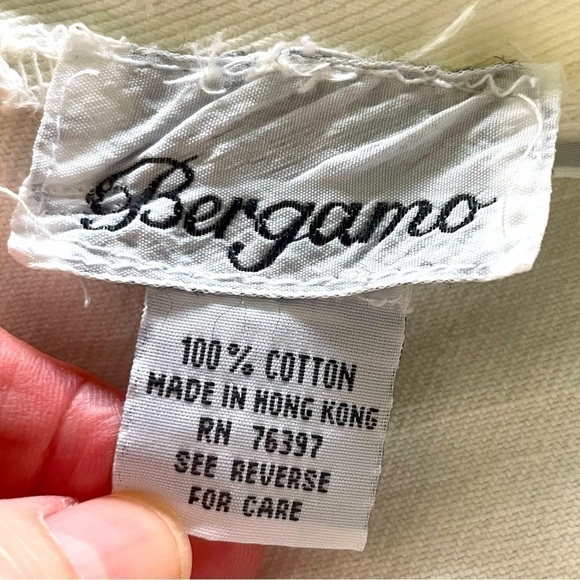 Bergamo
100% COTTON
MADE IN HONG KONG
RN 76397
SEE REVERSE
FOR CARE